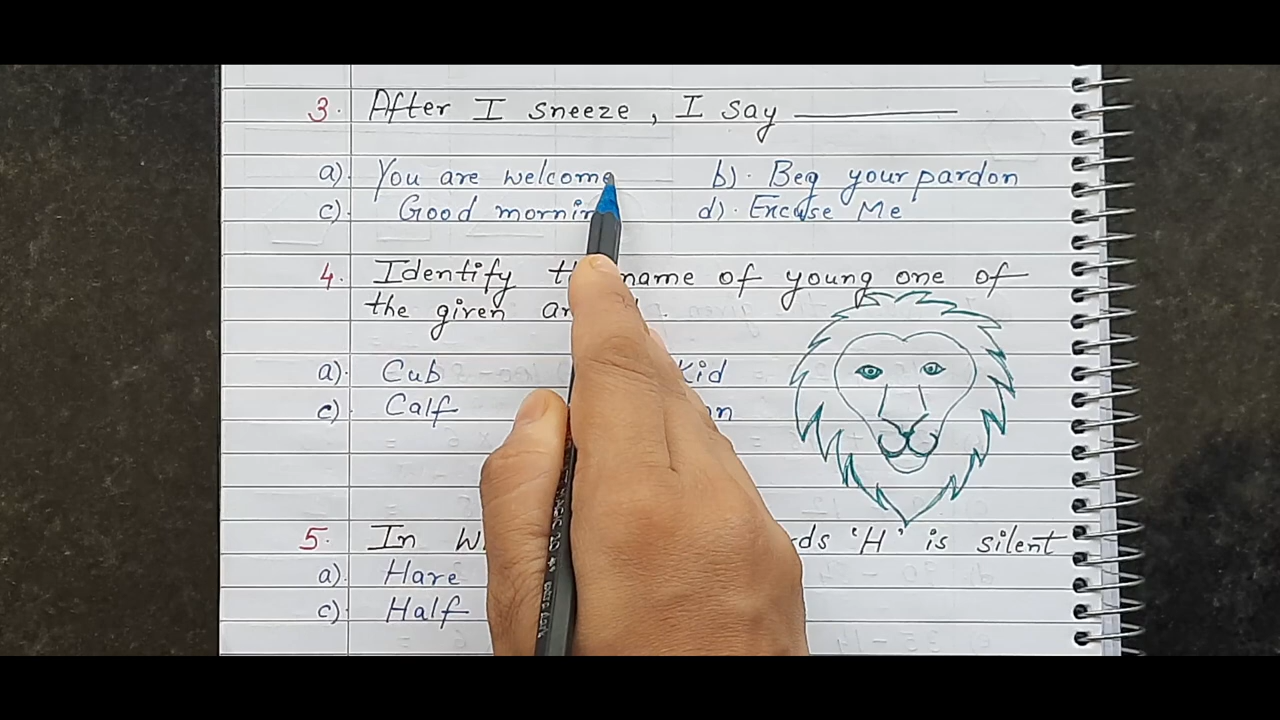 3. After I sneeze, I say ________
a). You are welcome b). Beg your pardon
c). Good mornin d). Excuse Me
4. Identify name of young one of
the given
a). Cub Kid
c). Calf
5. In 'H' is silent
a). Hare
c). Half